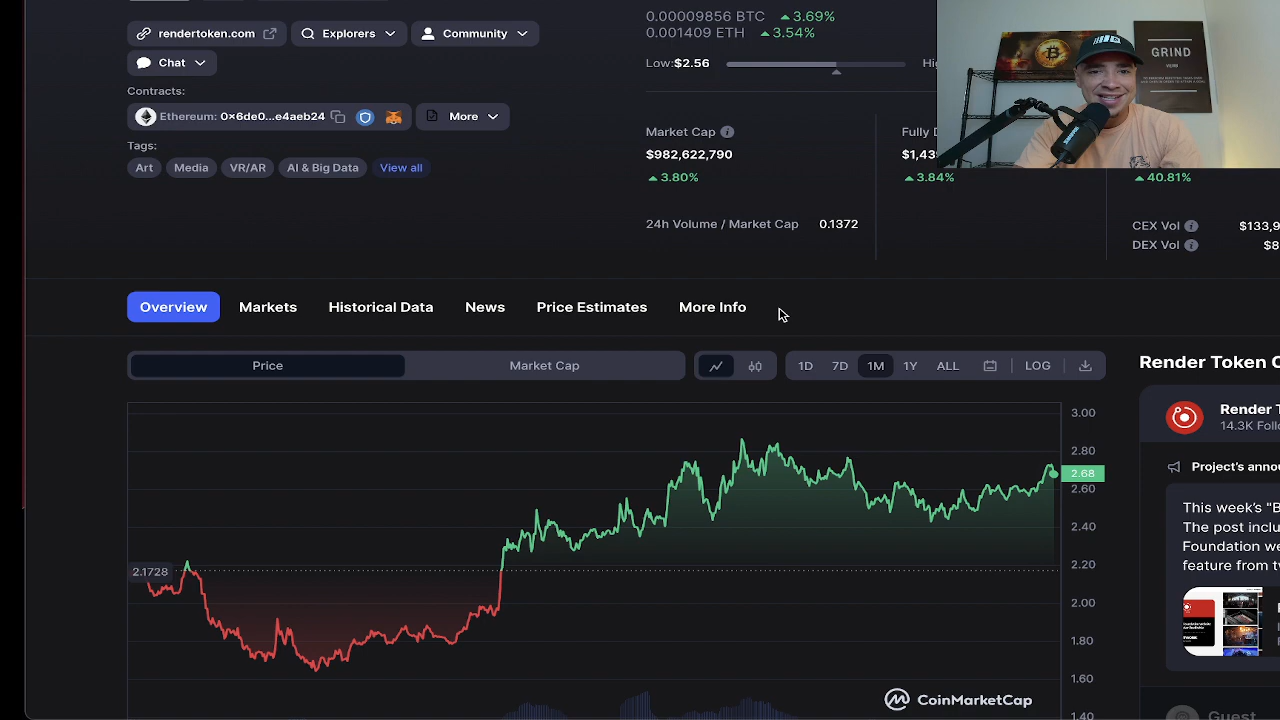 0.00009856 BTC ▲ 3.69%
rendertoken.com Explorers Community
0.001409 ETH ▲ 3.54%
Chat
Low:$2.56
Contracts:
Ethereum: 0x6de0...e4aeb24 More
Tags:
Art Media VR/AR AI & Big Data View all
Market Cap
$982,622,790
▲ 3.80%
24h Volume / Market Cap 0.1372
Fully
▲ 3.84%
▲ 40.81%
CEX Vol
DEX Vol
GRIND
Overview Markets Historical Data News Price Estimates More Info
Price Market Cap 1D 7D 1M 1Y ALL LOG
3.00
2.80
2.68
2.60
2.40
2.20
2.1728
2.00
1.80
1.60
1.40
CoinMarketCap
Render Token
Render
14.3K
Project's
This week's
The post
Foundation
feature from
Guest